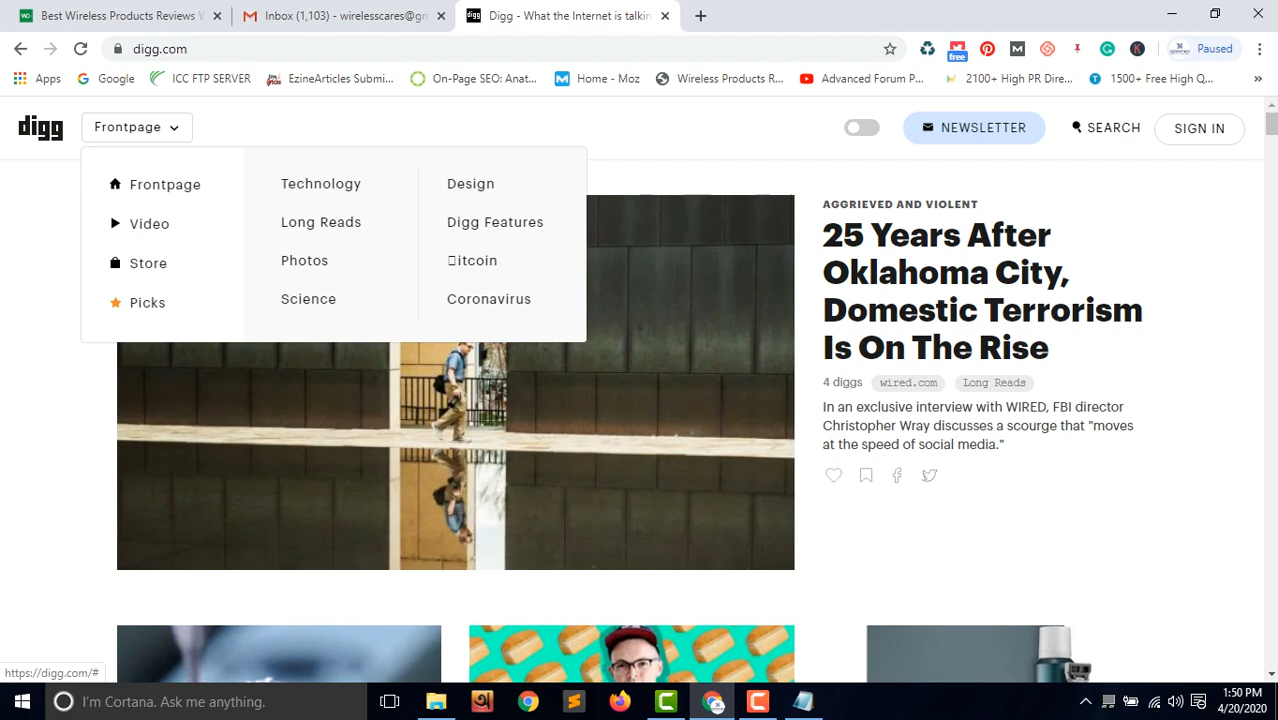 Best Wireless Products Reviews W
Inbox (1,103) - wirelesscares@gm
Digg - What the Internet is talkin
digg.com
free
Paused
Apps
Google
ICC FTP SERVER
EzineArticles Submi...
On-Page SEO: Anat...
Home - Moz
Wireless Products R...
Advanced Forum P...
2100+ High PR Dire...
1500+ Free High Q...
digg
Frontpage
NEWSLETTER
SEARCH
SIGN IN
Frontpage
Technology
Design
Video
Long Reads
Digg Features
Store
Photos
itcoin
Picks
Science
Coronavirus
AGGRIEVED AND VIOLENT
25 Years After
Oklahoma City,
Domestic Terrorism
Is On The Rise
4 diggs wired.com Long Reads
In an exclusive interview with WIRED, FBI director
Christopher Wray discusses a scourge that "moves
at the speed of social media."
https://digg.com/#
I'm Cortana. Ask me anything.
1:50 PM
4/20/2020